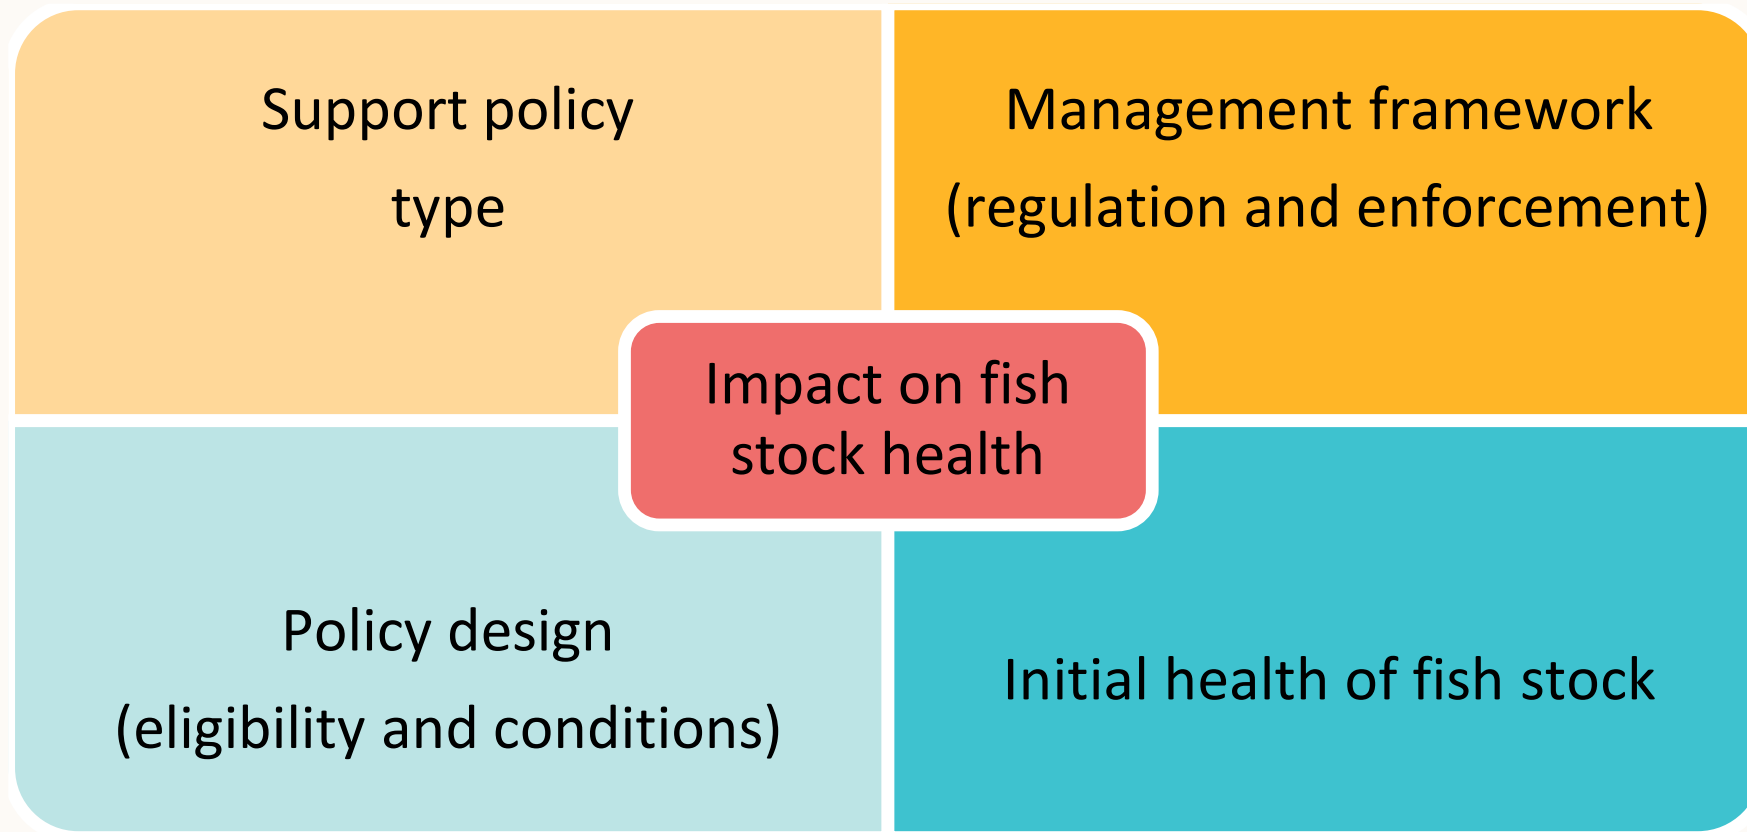 Support policy
type
Management framework
(regulation and enforcement)
Impact on fish
stock health
Policy design
(eligibility and conditions)
Initial health of fish stock